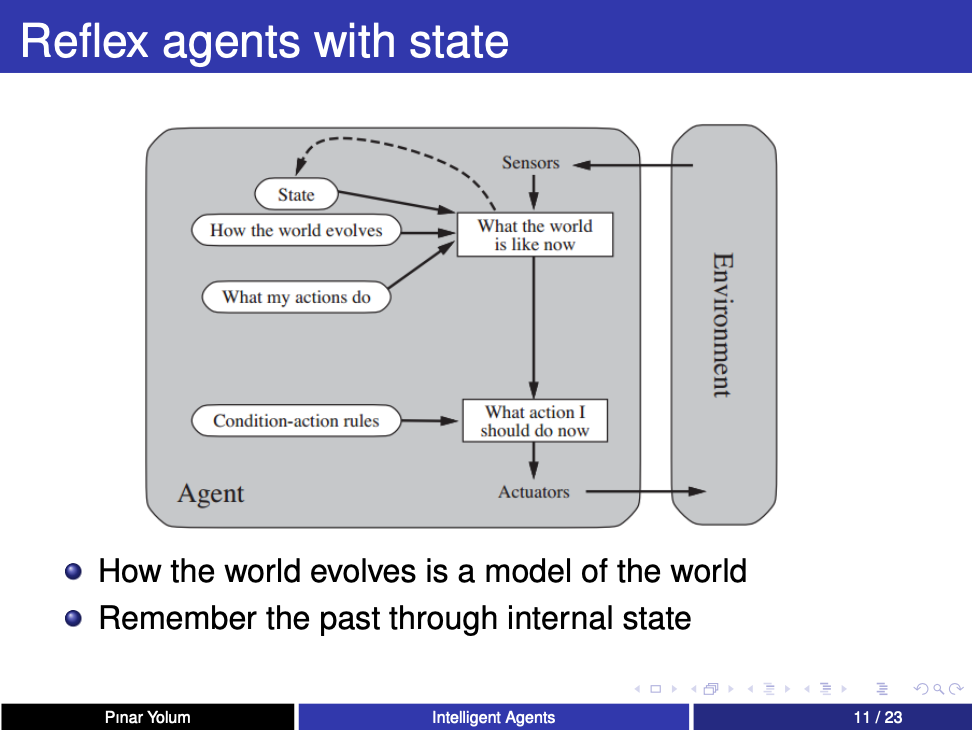 Reflex agents with state
Sensors
State
What the world
is like now
How the world evolves
What my actions do
Environment
Condition-action rules
What action I
should do now
Agent
Actuators
How the world evolves is a model of the world
Remember the past through internal state
Pınar Yolum
Intelligent Agents
11 / 23